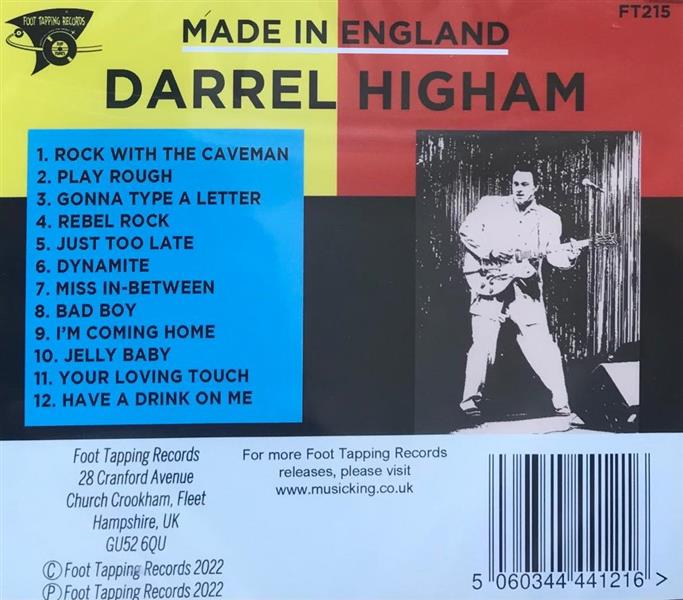 FOOT TAPPING RECORDS
FT215
MADE IN ENGLAND
DARREL HIGHAM
1. ROCK WITH THE CAVEMAN
2. PLAY ROUGH
3. GONNA TYPE A LETTER
4. REBEL ROCK
5. JUST TOO LATE
6. DYNAMITE
7. MISS IN-BETWEEN
8. BAD BOY
9. I'M COMING HOME
10. JELLY BABY
11. YOUR LOVING TOUCH
12. HAVE A DRINK ON ME
Foot Tapping Records
28 Cranford Avenue
Church Crookham, Fleet
Hampshire, UK
GU52 6QU
Ⓒ Foot Tapping Records 2022
Ⓟ Foot Tapping Records 2022
For more Foot Tapping Records
releases, please visit
www.musicking.co.uk
5 060344 441216 >